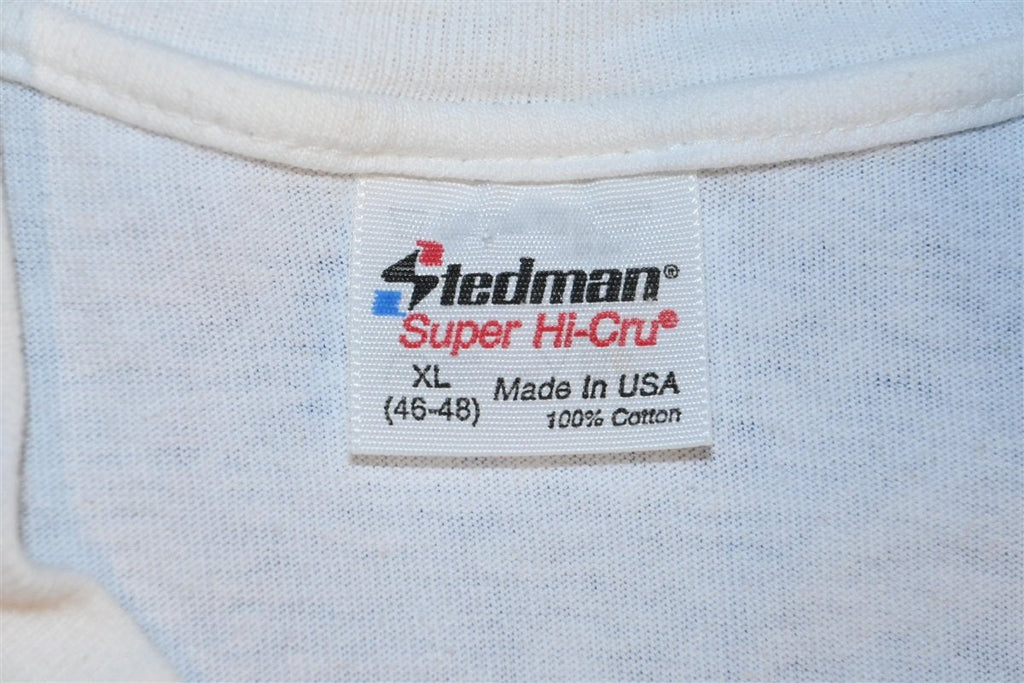 Stedman®
Super Hi-Cru®
XL
(46-48)
Made In USA
100% Cotton